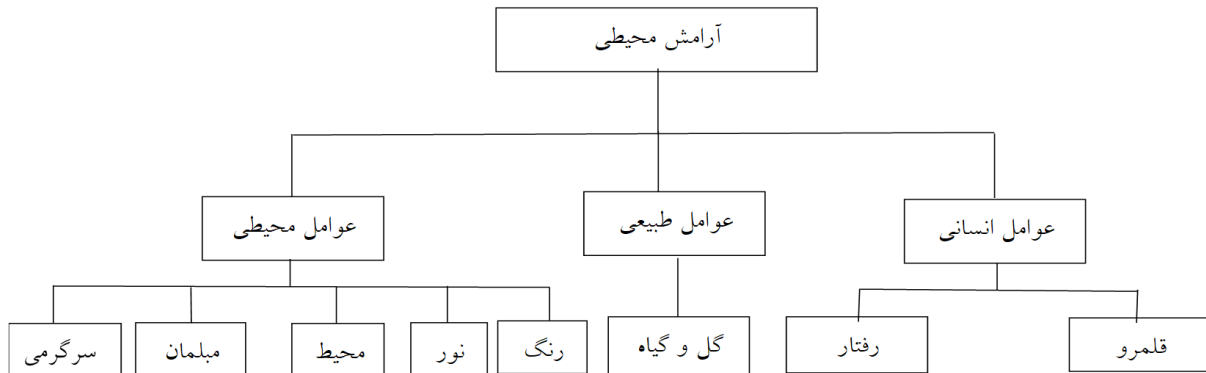 آرامش محیطی
عوامل انسانی
عوامل طبیعی
عوامل محیطی
قلمرو
رفتار
گل و گیاه
رنگ
نور
محیط
مبلمان
سرگرمی